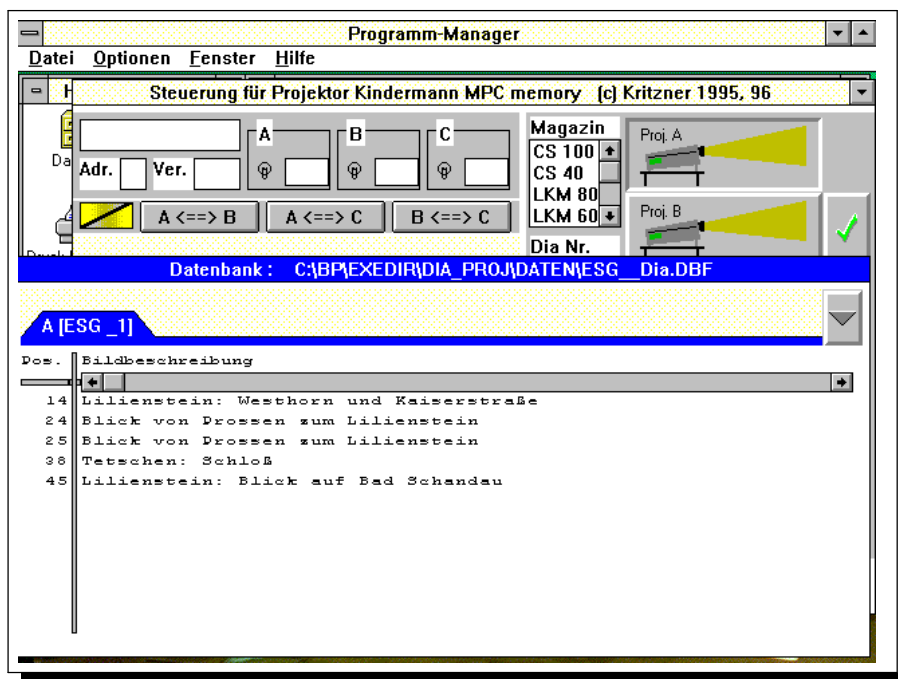 Programm-Manager
Datei Optionen Fenster Hilfe
H
Steuerung für Projektor Kindermann MPC memory (c) Kritzner 1995, 96
A B C
Magazin
CS 100
CS 40
LKM 80
LKM 60
Proj. A
Da
Adr. Ver.
A <==> B A <==> C B <==> C
Proj. B
Dia Nr.
Datenbank : C:\BP\EXEDIR\DIA_PROJ\DATEN\ESG__Dia.DBF
A [ESG _1]
Pos. Bildbeschreibung
14 Lilienstein: Westhorn und Kaiserstraße
24 Blick von Prossen zum Lilienstein
25 Blick von Prossen zum Lilienstein
38 Tetschen: Schloß
45 Lilienstein: Blick auf Bad Schandau